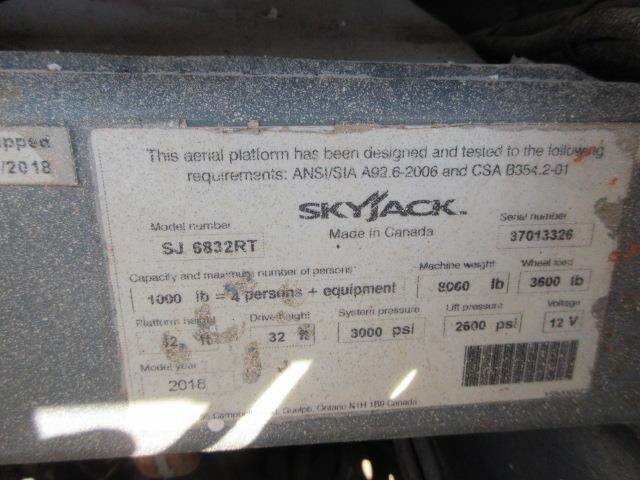 /2018
This aerial platform has been designed and tested to the following
requirements: ANSI/SIA A92.6-2006 and CSA B354.2-01
SKYJACK™
Made in Canada
Model number
SJ 6832RT
Serial number
37013326
Capacity and maximum number of persons
1000 lb = 4 persons + equipment
Machine weight
8060 lb
Wheel load
3600 lb
Platform height
Drive height
32 ft
System pressure
3000 psi
Lift pressure
2600 psi
Voltage
12 V
Model year
2018
Guelph, Ontario N1H 1B9 Canada